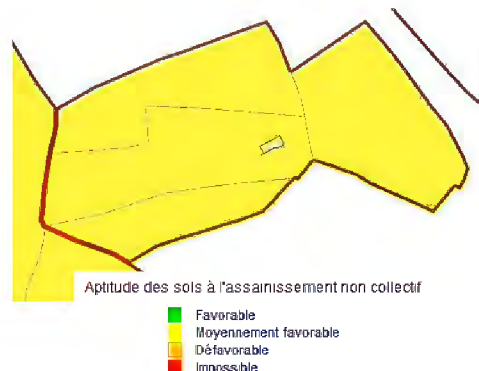 Aptitude des sols à l'assainissement non collectif
Favorable
Moyennement favorable
Défavorable
Impossible